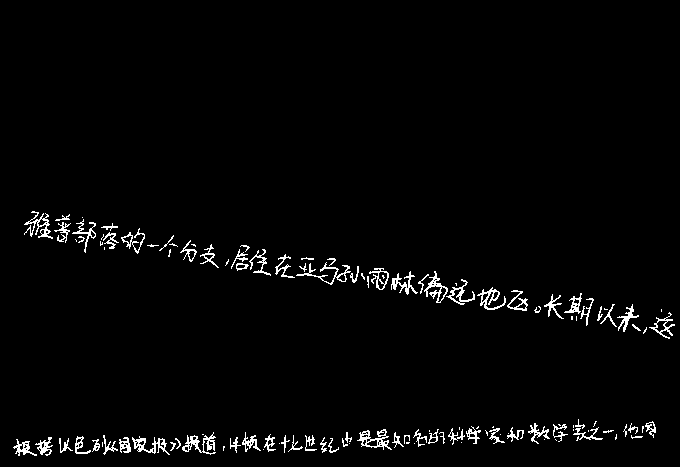 雅普部落的一个分支,居住在亚马孙雨林偏远地区。长期以来,这
根据以色列《国家报》报道,牛顿在十七世纪中是最知名的科学家和数学家之一,他因